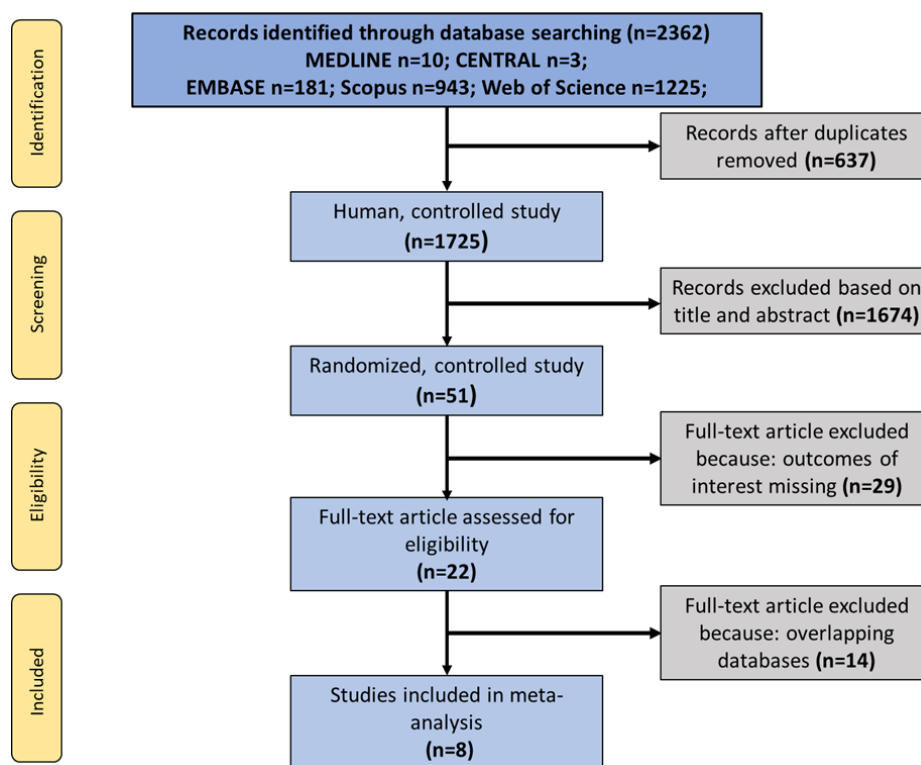 Identification
Records identified through database searching (n=2362)
MEDLINE n=10; CENTRAL n=3;
EMBASE n=181; Scopus n=943; Web of Science n=1225;
Records after duplicates
removed (n=637)
Human, controlled study
(n=1725)
Screening
Records excluded based on
title and abstract (n=1674)
Randomized, controlled study
(n=51)
Eligibility
Full-text article excluded
because: outcomes of
interest missing (n=29)
Full-text article assessed for
eligibility
(n=22)
Included
Full-text article excluded
because: overlapping
databases (n=14)
Studies included in meta-
analysis
(n=8)